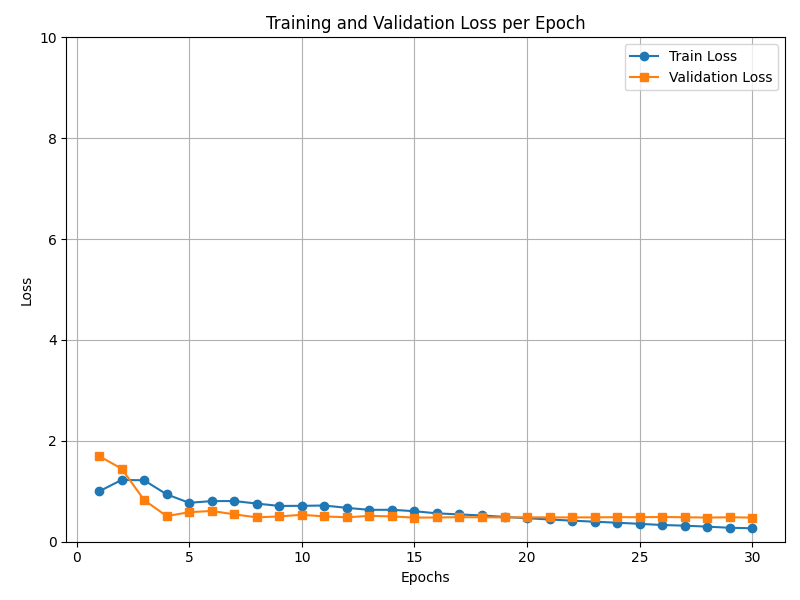 Training and Validation Loss per Epoch
Train Loss
Validation Loss
10
8
6
4
2
0
Loss
0 5 10 15 20 25 30
Epochs